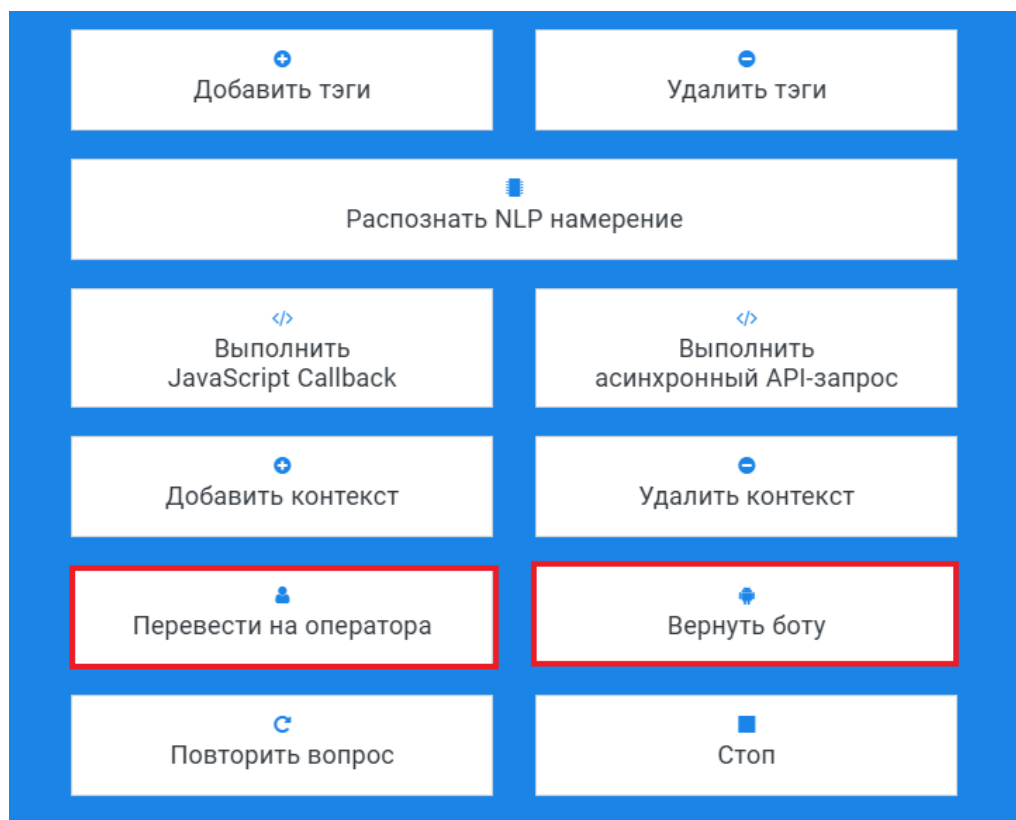 Добавить тэги
Удалить тэги
Распознать NLP намерение
Выполнить
JavaScript Callback
Выполнить
асинхронный API-запрос
Добавить контекст
Удалить контекст
Перевести на оператора
Вернуть боту
Повторить вопрос
Стоп